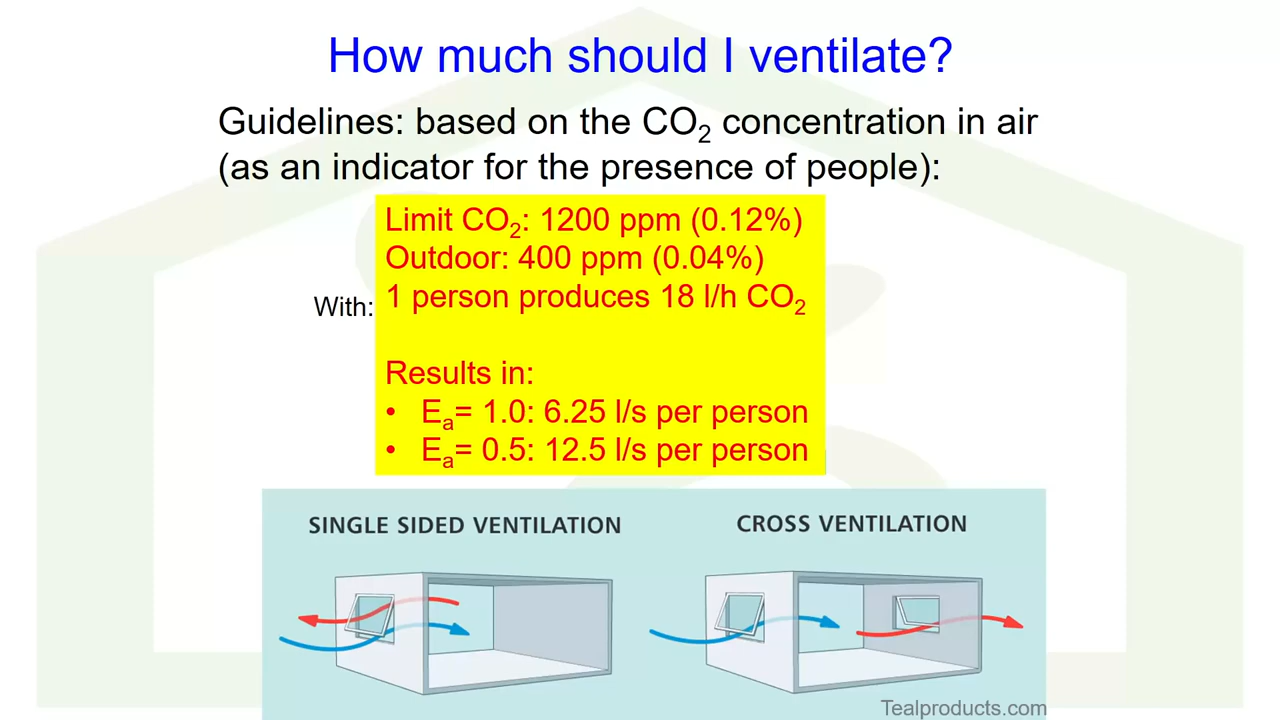 How much should I ventilate?
Guidelines: based on the CO₂ concentration in air
(as an indicator for the presence of people):
Limit CO₂: 1200 ppm (0.12%)
Outdoor: 400 ppm (0.04%)
With: 1 person produces 18 l/h CO₂
Results in:
• Eₐ= 1.0: 6.25 l/s per person
• Eₐ= 0.5: 12.5 l/s per person
SINGLE SIDED VENTILATION
CROSS VENTILATION
Tealproducts.com